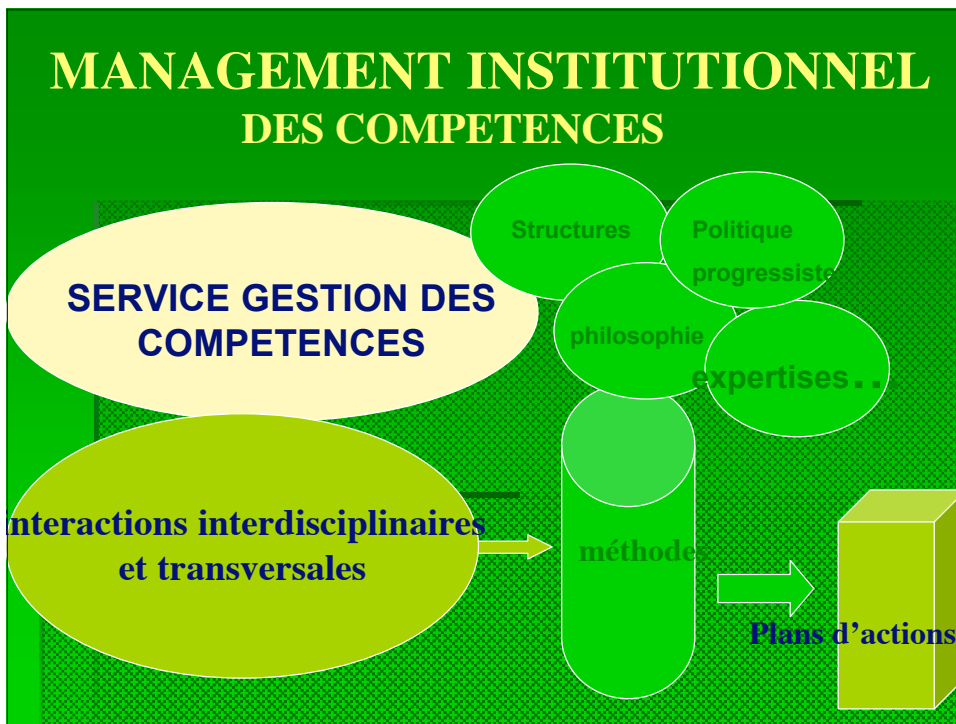 MANAGEMENT INSTITUTIONNEL
DES COMPETENCES
Structures
Politique
progressiste
SERVICE GESTION DES
COMPETENCES
philosophie
expertises..
interactions interdisciplinaires
et transversales
méthodes
Plans d’actions